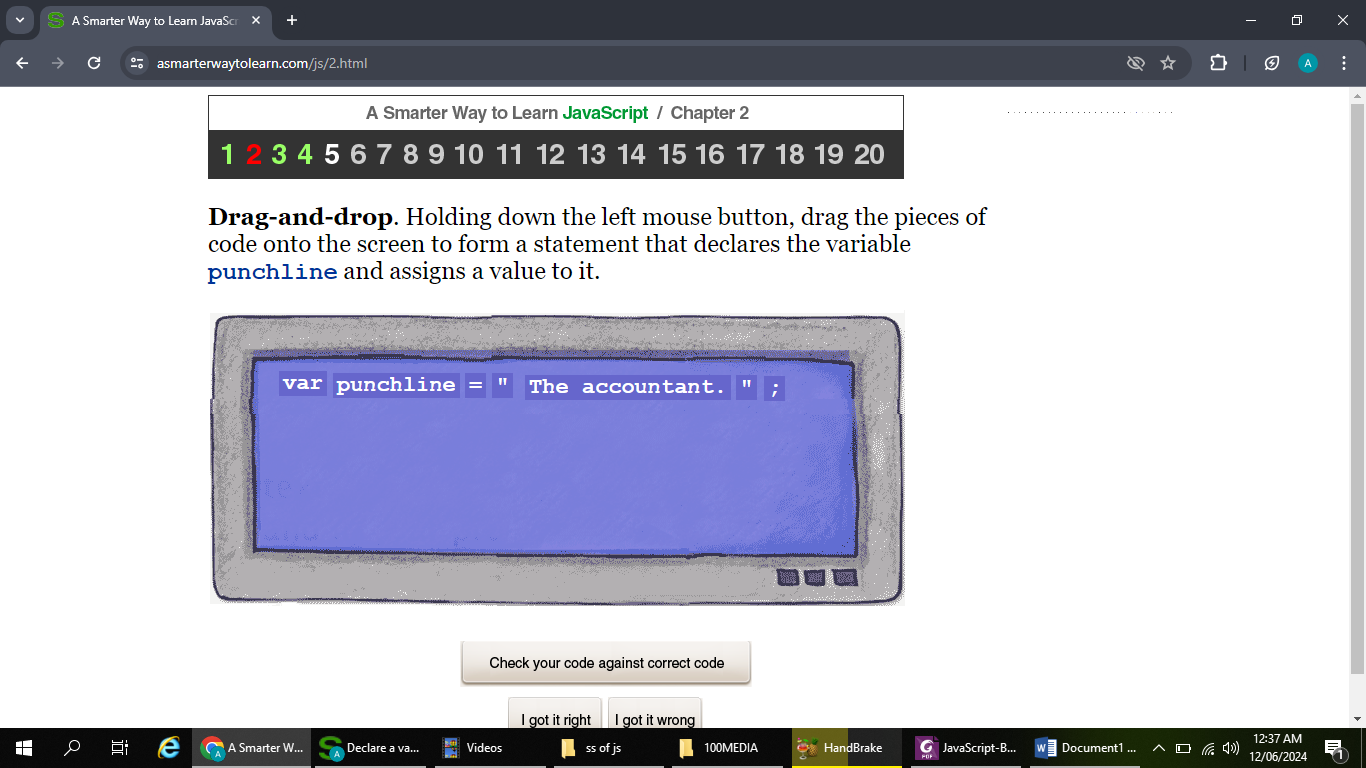 A Smarter Way to Learn JavaScr
asmarterwaytolearn.com/js/2.html
A
A Smarter Way to Learn JavaScript / Chapter 2
1 2 3 4 5 6 7 8 9 10 11 12 13 14 15 16 17 18 19 20
Drag-and-drop. Holding down the left mouse button, drag the pieces of
code onto the screen to form a statement that declares the variable
punchline and assigns a value to it.
var punchline = " The accountant. " ;
Check your code against correct code
I got it right I got it wrong
A Smarter W... Declare a va... Videos ss of js 100MEDIA HandBrake JavaScript-B... Document1 ... 12:37 AM
12/06/2024 1